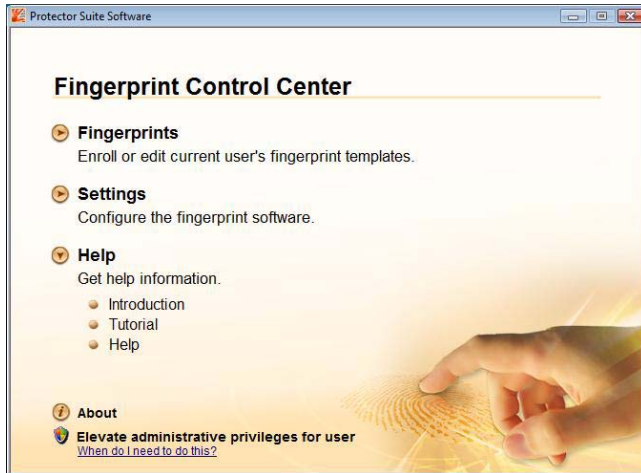 Protector Suite Software
Fingerprint Control Center
Fingerprints
Enroll or edit current user's fingerprint templates.
Settings
Configure the fingerprint software.
Help
Get help information.
Introduction
Tutorial
Help
About
Elevate administrative privileges for user
When do I need to do this?